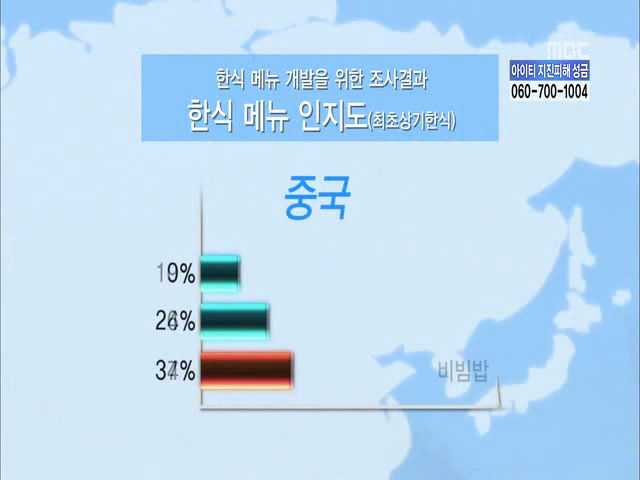 한식 메뉴 개발을 위한 조사결과
한식 메뉴 인지도(최초상기한식)
MBC
아이티 지진피해 성금
060-700-1004
중국
비빔밥